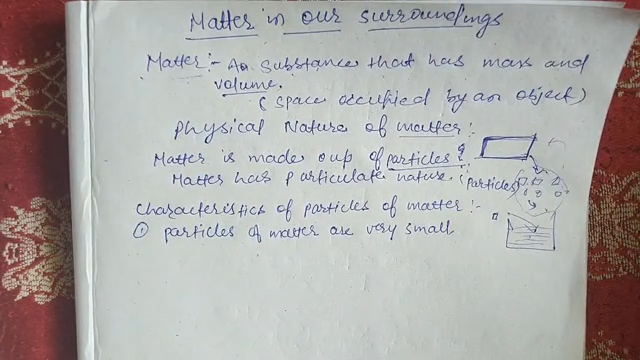 Matter in our surroundings
Matter :- An Substance that has mass and
volume.
(Space occupied by an object)
Physical Nature of matter :-
Matter is made oup of particles
Matter has particulate nature.
(particles
Characteristics of particles of matter :-
① particles of matter are very small